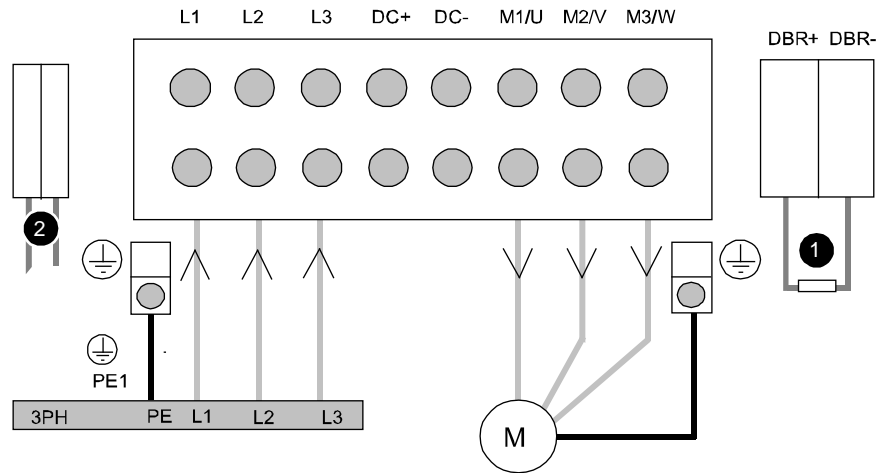 L1 L2 L3 DC+ DC- M1/U M2/V M3/W
DBR+ DBR-
2
1
PE1
3PH PE L1 L2 L3
M